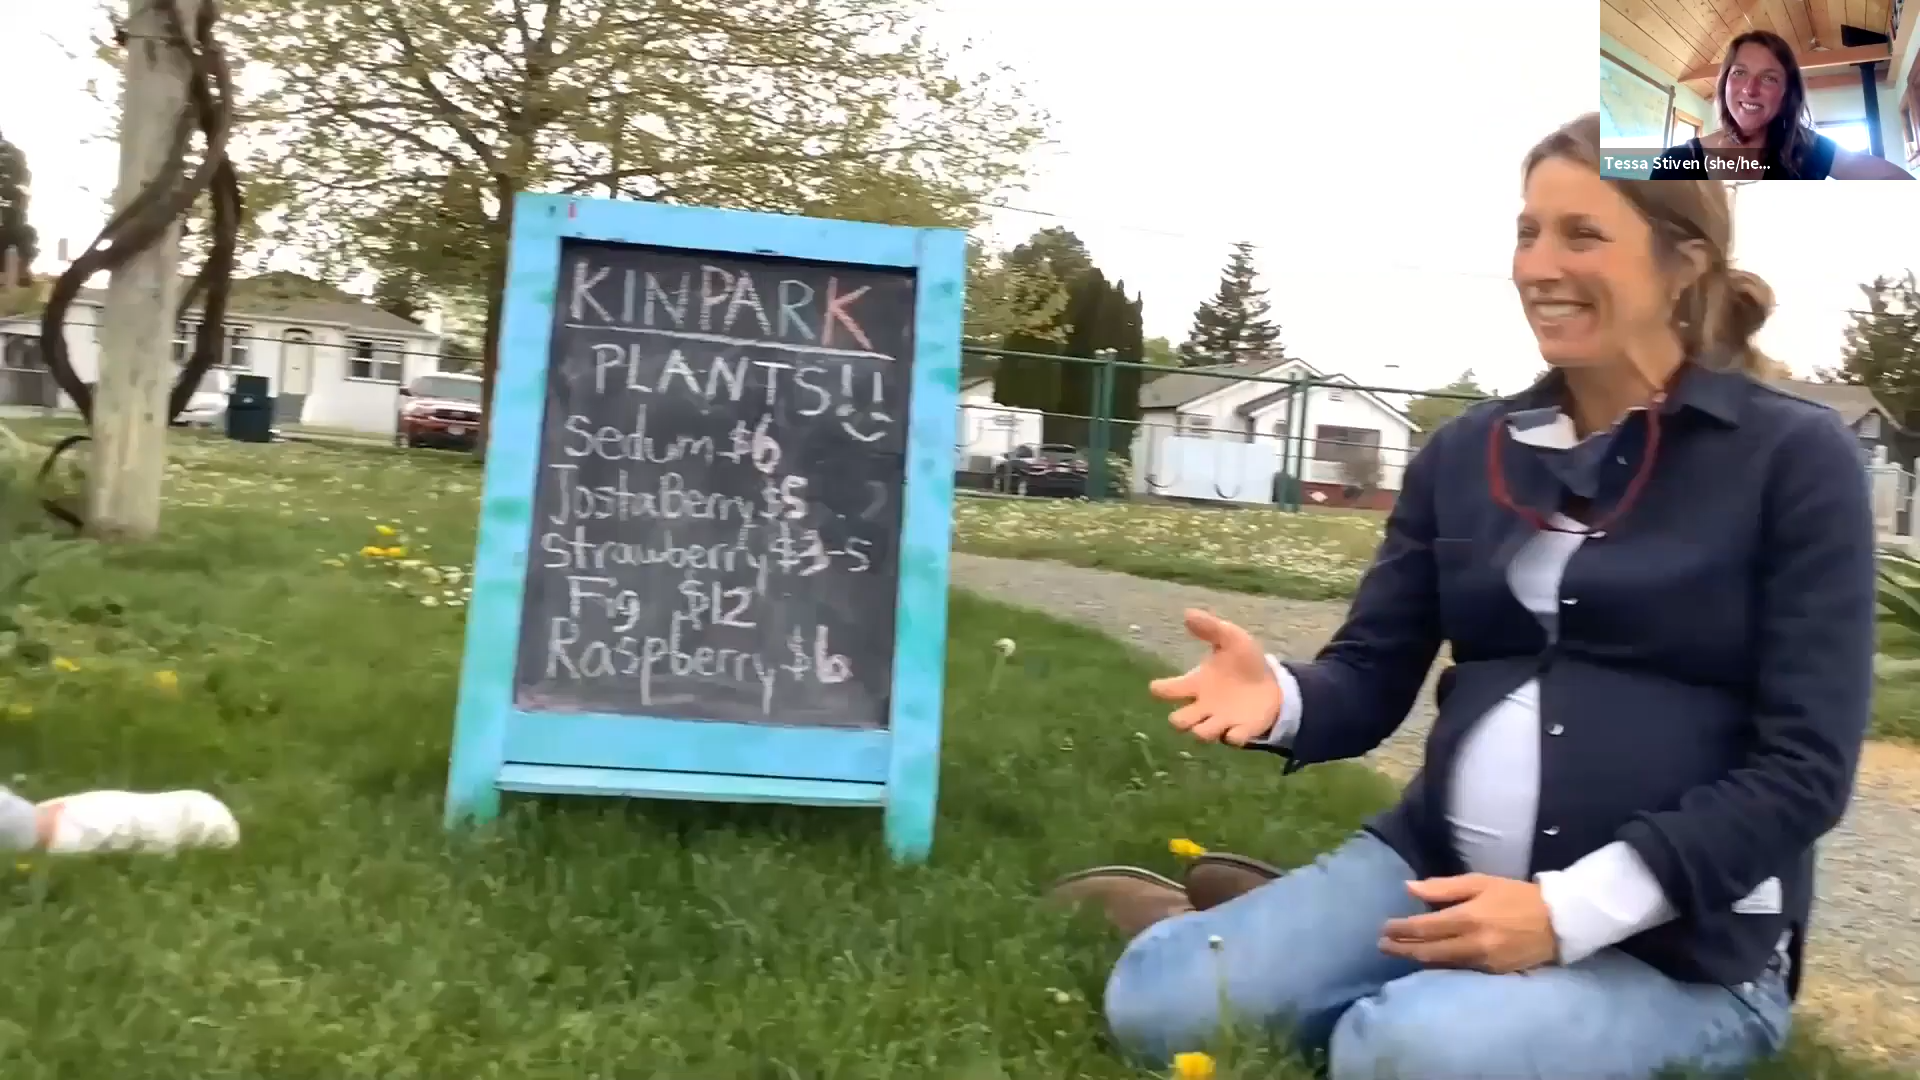 KINPARK
PLANTS!!
Sedum $6
JostaBerry $5
Strawberry $3-5
Fig $12
Raspberry $6
Tessa Stiven (she/he...